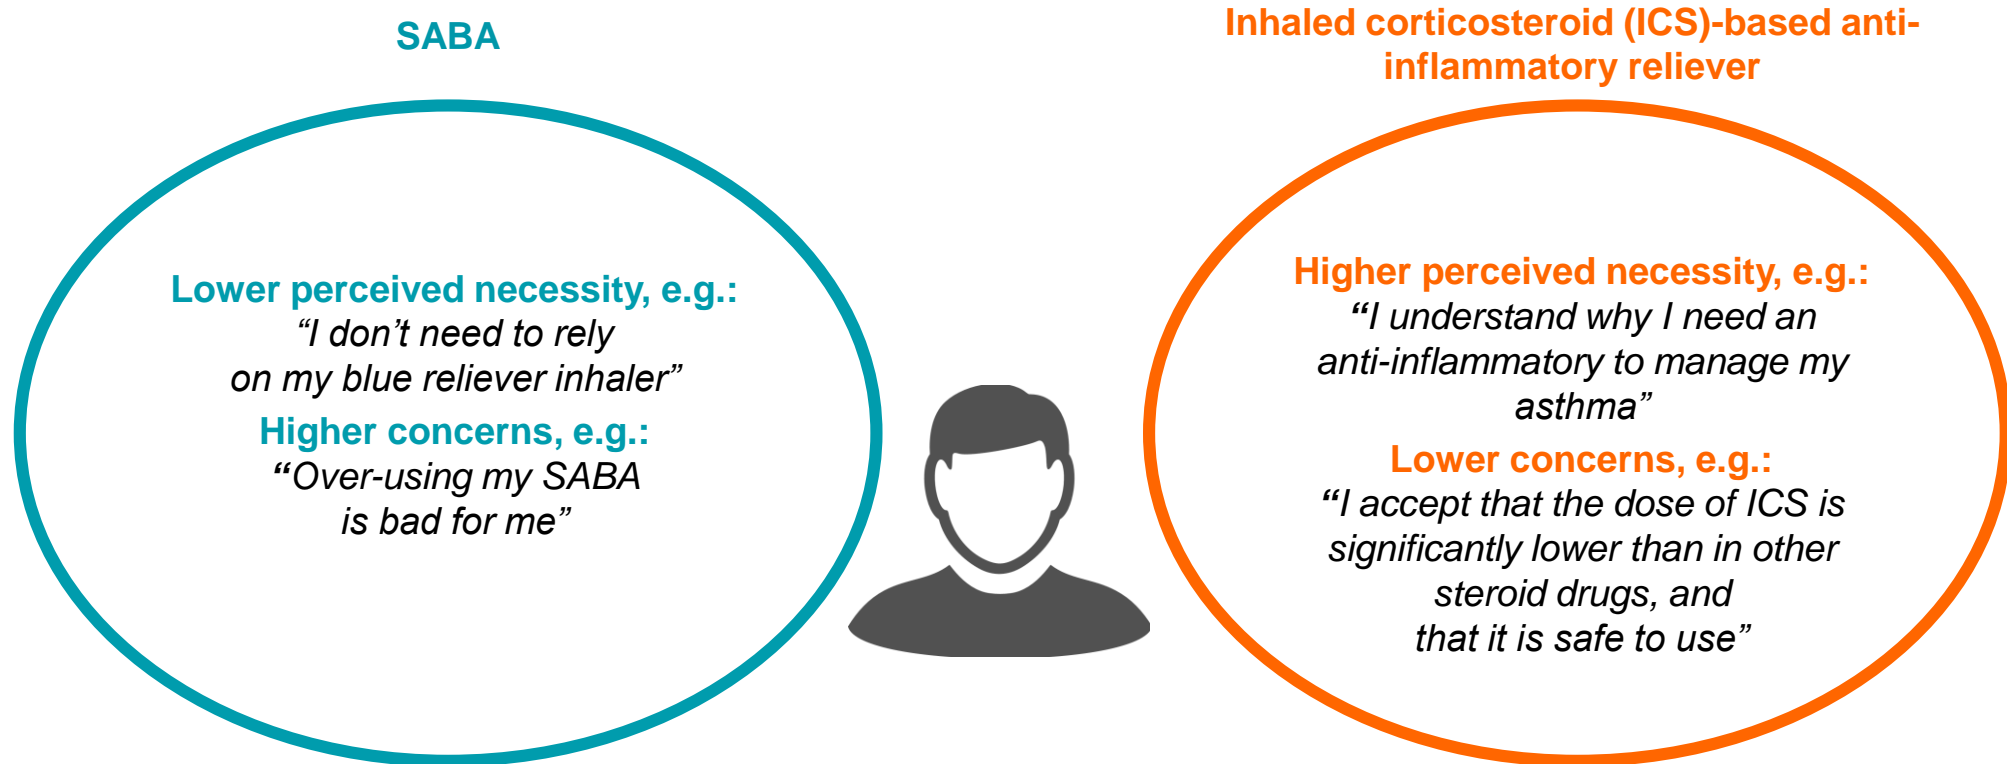 SABA
Lower perceived necessity, e.g.:
“I don’t need to rely
on my blue reliever inhaler”
Higher concerns, e.g.:
“Over-using my SABA
is bad for me”
Inhaled corticosteroid (ICS)-based anti-
inflammatory reliever
Higher perceived necessity, e.g.:
“I understand why I need an
anti-inflammatory to manage my
asthma”
Lower concerns, e.g.:
“I accept that the dose of ICS is
significantly lower than in other
steroid drugs, and
that it is safe to use”